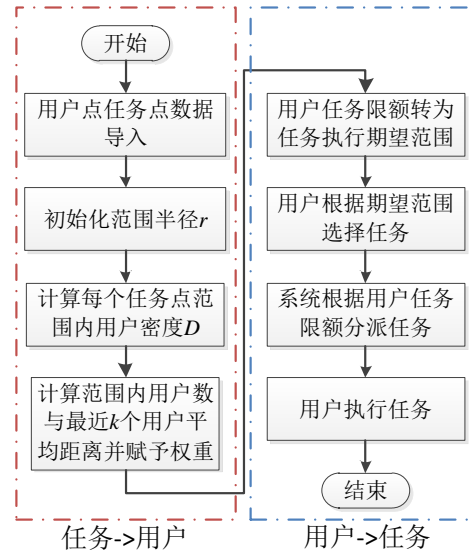 开始
用户点任务点数据
导入
初始化范围半径r
计算每个任务点范
围内用户密度D
计算范围内用户数
与最近k个用户平
均距离并赋予权重
任务->用户
用户任务限额转为
任务执行期望范围
用户根据期望范围
选择任务
系统根据用户任务
限额分派任务
用户执行任务
结束
用户->任务